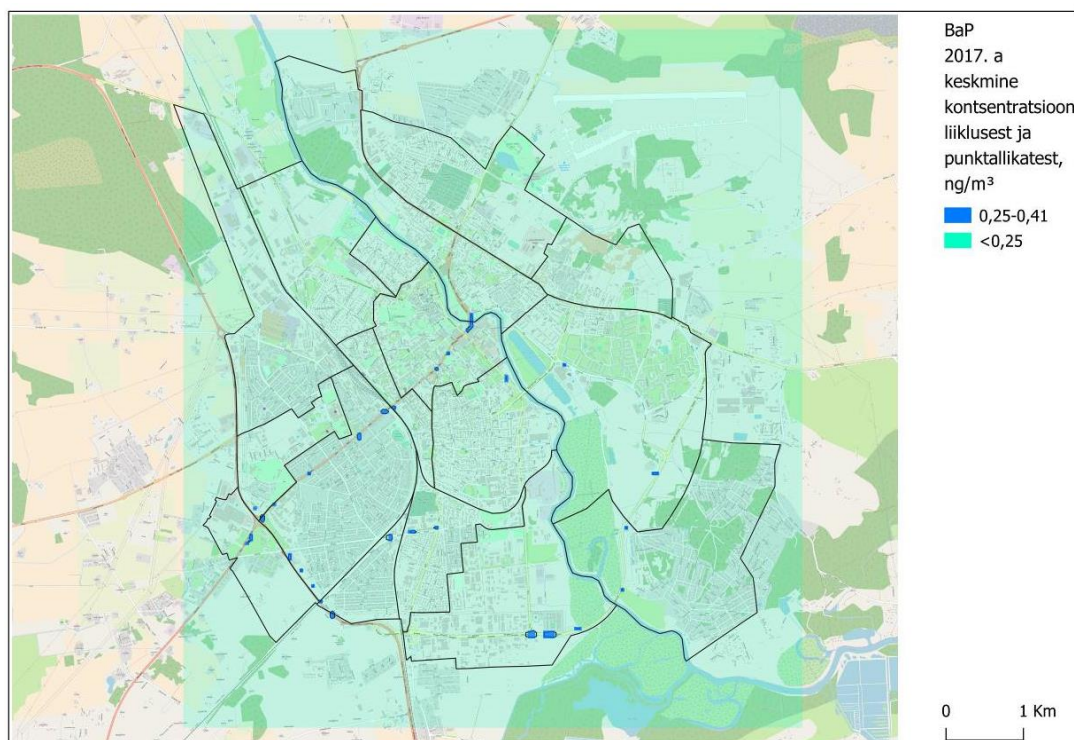 BaP
2017. a
keskmine
kontsentratsioon
liiklusest ja
punktallikatest,
ng/m³
0,25-0,41
<0,25
0 1 Km